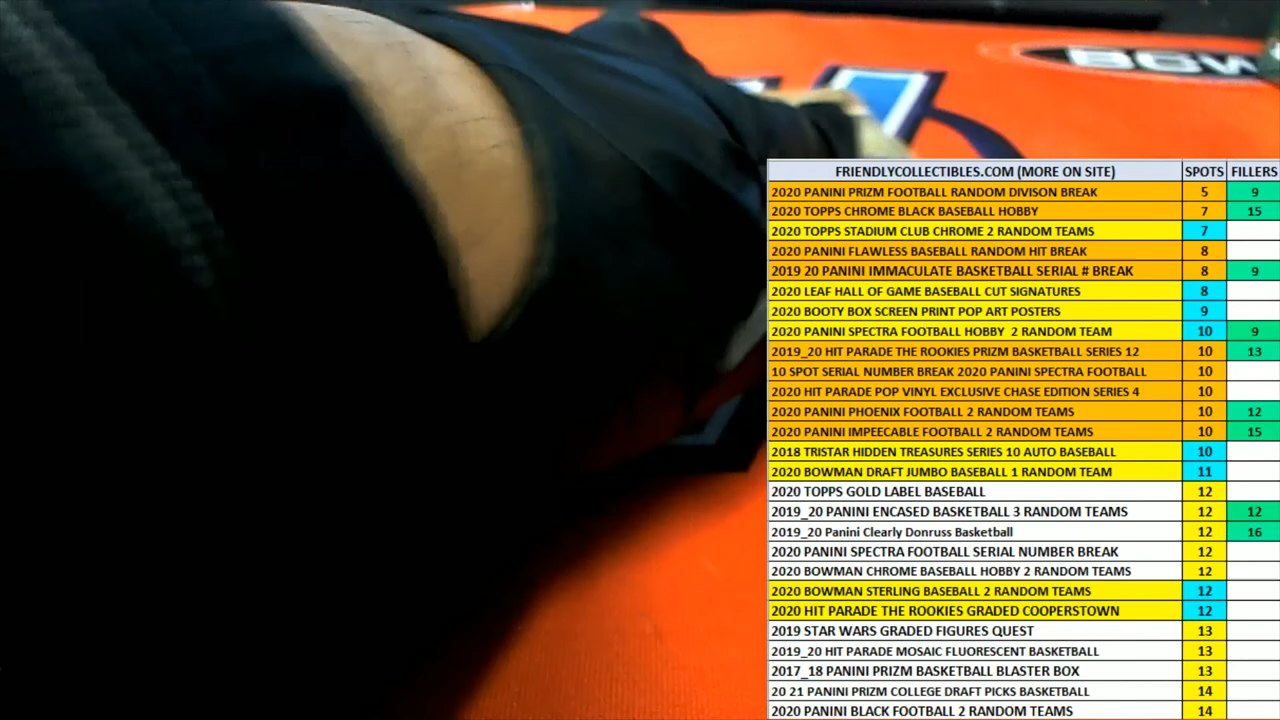 BGW
FRIENDLYCOLLECTIBLES.COM (MORE ON SITE) SPOTS FILLERS
2020 PANINI PRIZM FOOTBALL RANDOM DIVISON BREAK 5 9
2020 TOPPS CHROME BLACK BASEBALL HOBBY 7 15
2020 TOPPS STADIUM CLUB CHROME 2 RANDOM TEAMS 7
2020 PANINI FLAWLESS BASEBALL RANDOM HIT BREAK 8
2019 20 PANINI IMMACULATE BASKETBALL SERIAL # BREAK 8 9
2020 LEAF HALL OF GAME BASEBALL CUT SIGNATURES 8
2020 BOOTY BOX SCREEN PRINT POP ART POSTERS 9
2020 PANINI SPECTRA FOOTBALL HOBBY 2 RANDOM TEAM 10 9
2019_20 HIT PARADE THE ROOKIES PRIZM BASKETBALL SERIES 12 10 13
10 SPOT SERIAL NUMBER BREAK 2020 PANINI SPECTRA FOOTBALL 10
2020 HIT PARADE POP VINYL EXCLUSIVE CHASE EDITION SERIES 4 10
2020 PANINI PHOENIX FOOTBALL 2 RANDOM TEAMS 10 12
2020 PANINI IMPEECABLE FOOTBALL 2 RANDOM TEAMS 10 15
2018 TRISTAR HIDDEN TREASURES SERIES 10 AUTO BASEBALL 10
2020 BOWMAN DRAFT JUMBO BASEBALL 1 RANDOM TEAM 11
2020 TOPPS GOLD LABEL BASEBALL 12
2019_20 PANINI ENCASED BASKETBALL 3 RANDOM TEAMS 12 12
2019_20 Panini Clearly Donruss Basketball 12 16
2020 PANINI SPECTRA FOOTBALL SERIAL NUMBER BREAK 12
2020 BOWMAN CHROME BASEBALL HOBBY 2 RANDOM TEAMS 12
2020 BOWMAN STERLING BASEBALL 2 RANDOM TEAMS 12
2020 HIT PARADE THE ROOKIES GRADED COOPERSTOWN 12
2019 STAR WARS GRADED FIGURES QUEST 13
2019_20 HIT PARADE MOSAIC FLUORESCENT BASKETBALL 13
2017_18 PANINI PRIZM BASKETBALL BLASTER BOX 13
20 21 PANINI PRIZM COLLEGE DRAFT PICKS BASKETBALL 14
2020 PANINI BLACK FOOTBALL 2 RANDOM TEAMS 14